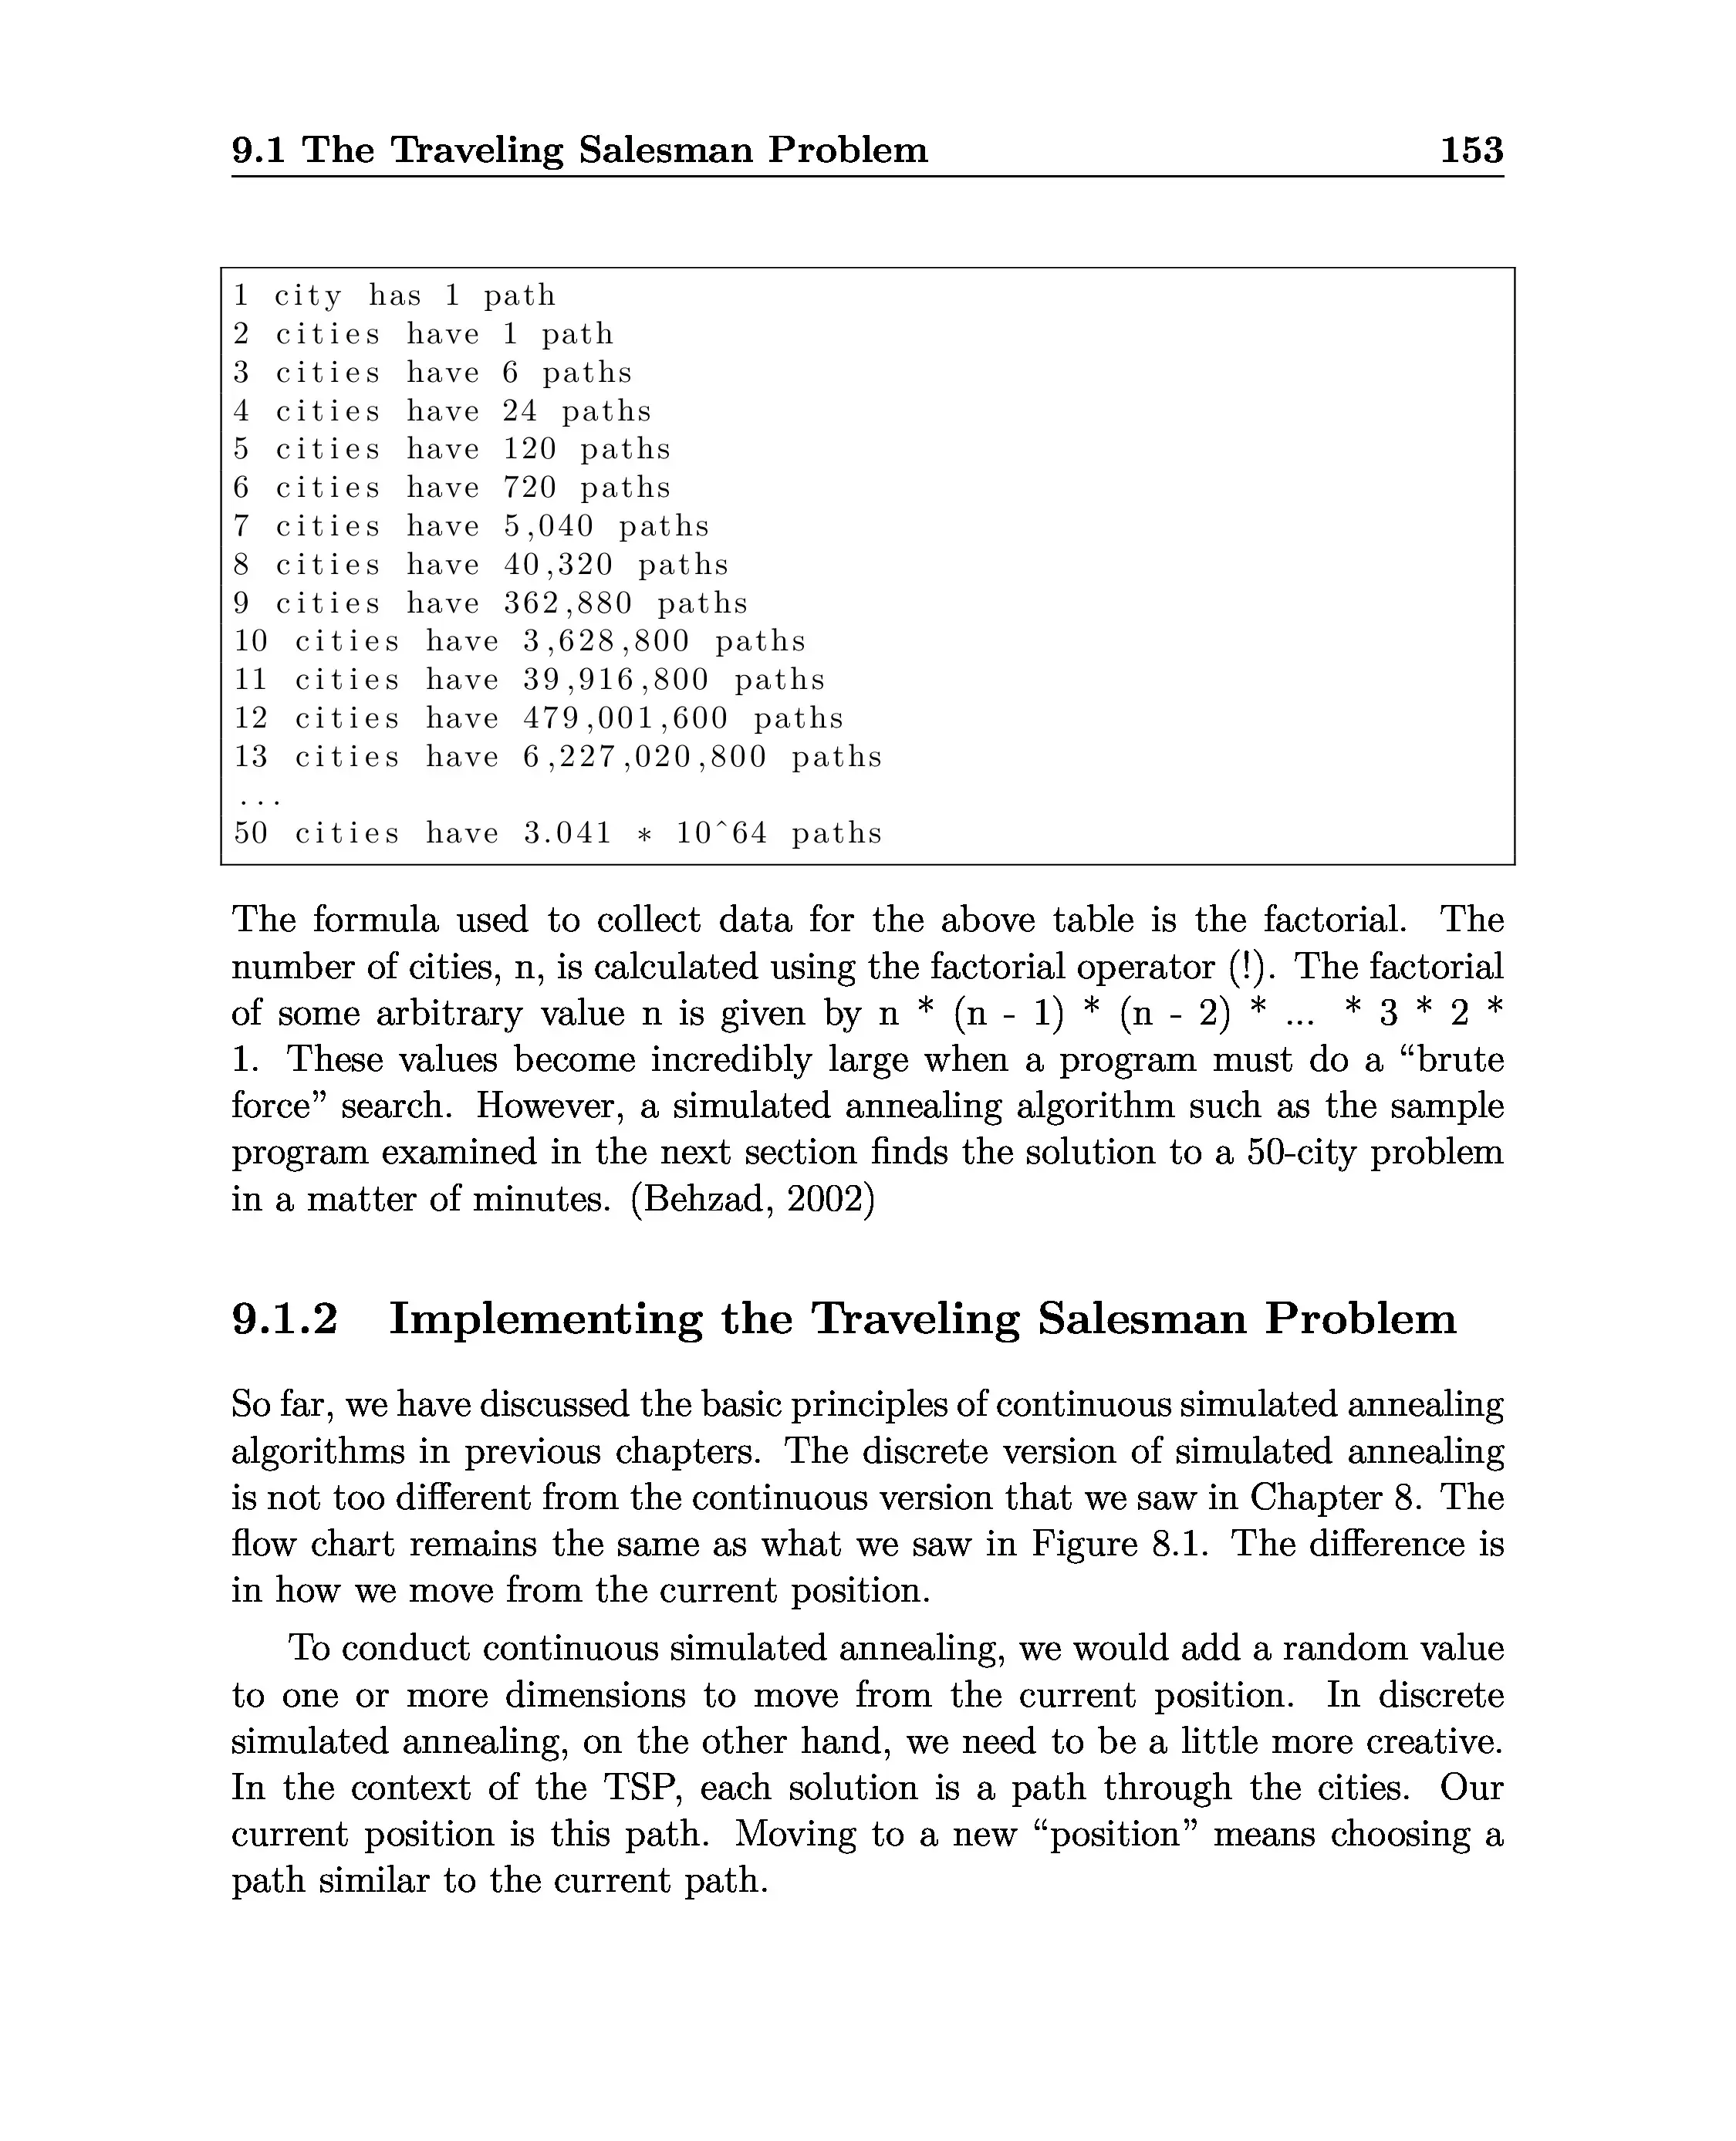 9.1 The Traveling Salesman Problem 153
1 city has 1 path
2 cities have 1 path
3 cities have 6 paths
4 cities have 24 paths
5 cities have 120 paths
6 cities have 720 paths
7 cities have 5,040 paths
8 cities have 40,320 paths
9 cities have 362,880 paths
10 cities have 3,628,800 paths
11 cities have 39,916,800 paths
12 cities have 479,001,600 paths
13 cities have 6,227,020,800 paths
...
50 cities have 3.041 * 10^64 paths
The formula used to collect data for the above table is the factorial. The
number of cities, n, is calculated using the factorial operator (!). The factorial
of some arbitrary value n is given by n * (n - 1) * (n - 2) * ... * 3 * 2 *
1. These values become incredibly large when a program must do a “brute
force” search. However, a simulated annealing algorithm such as the sample
program examined in the next section finds the solution to a 50-city problem
in a matter of minutes. (Behzad, 2002)
9.1.2 Implementing the Traveling Salesman Problem
So far, we have discussed the basic principles of continuous simulated annealing
algorithms in previous chapters. The discrete version of simulated annealing
is not too different from the continuous version that we saw in Chapter 8. The
flow chart remains the same as what we saw in Figure 8.1. The difference is
in how we move from the current position.
To conduct continuous simulated annealing, we would add a random value
to one or more dimensions to move from the current position. In discrete
simulated annealing, on the other hand, we need to be a little more creative.
In the context of the TSP, each solution is a path through the cities. Our
current position is this path. Moving to a new “position” means choosing a
path similar to the current path.